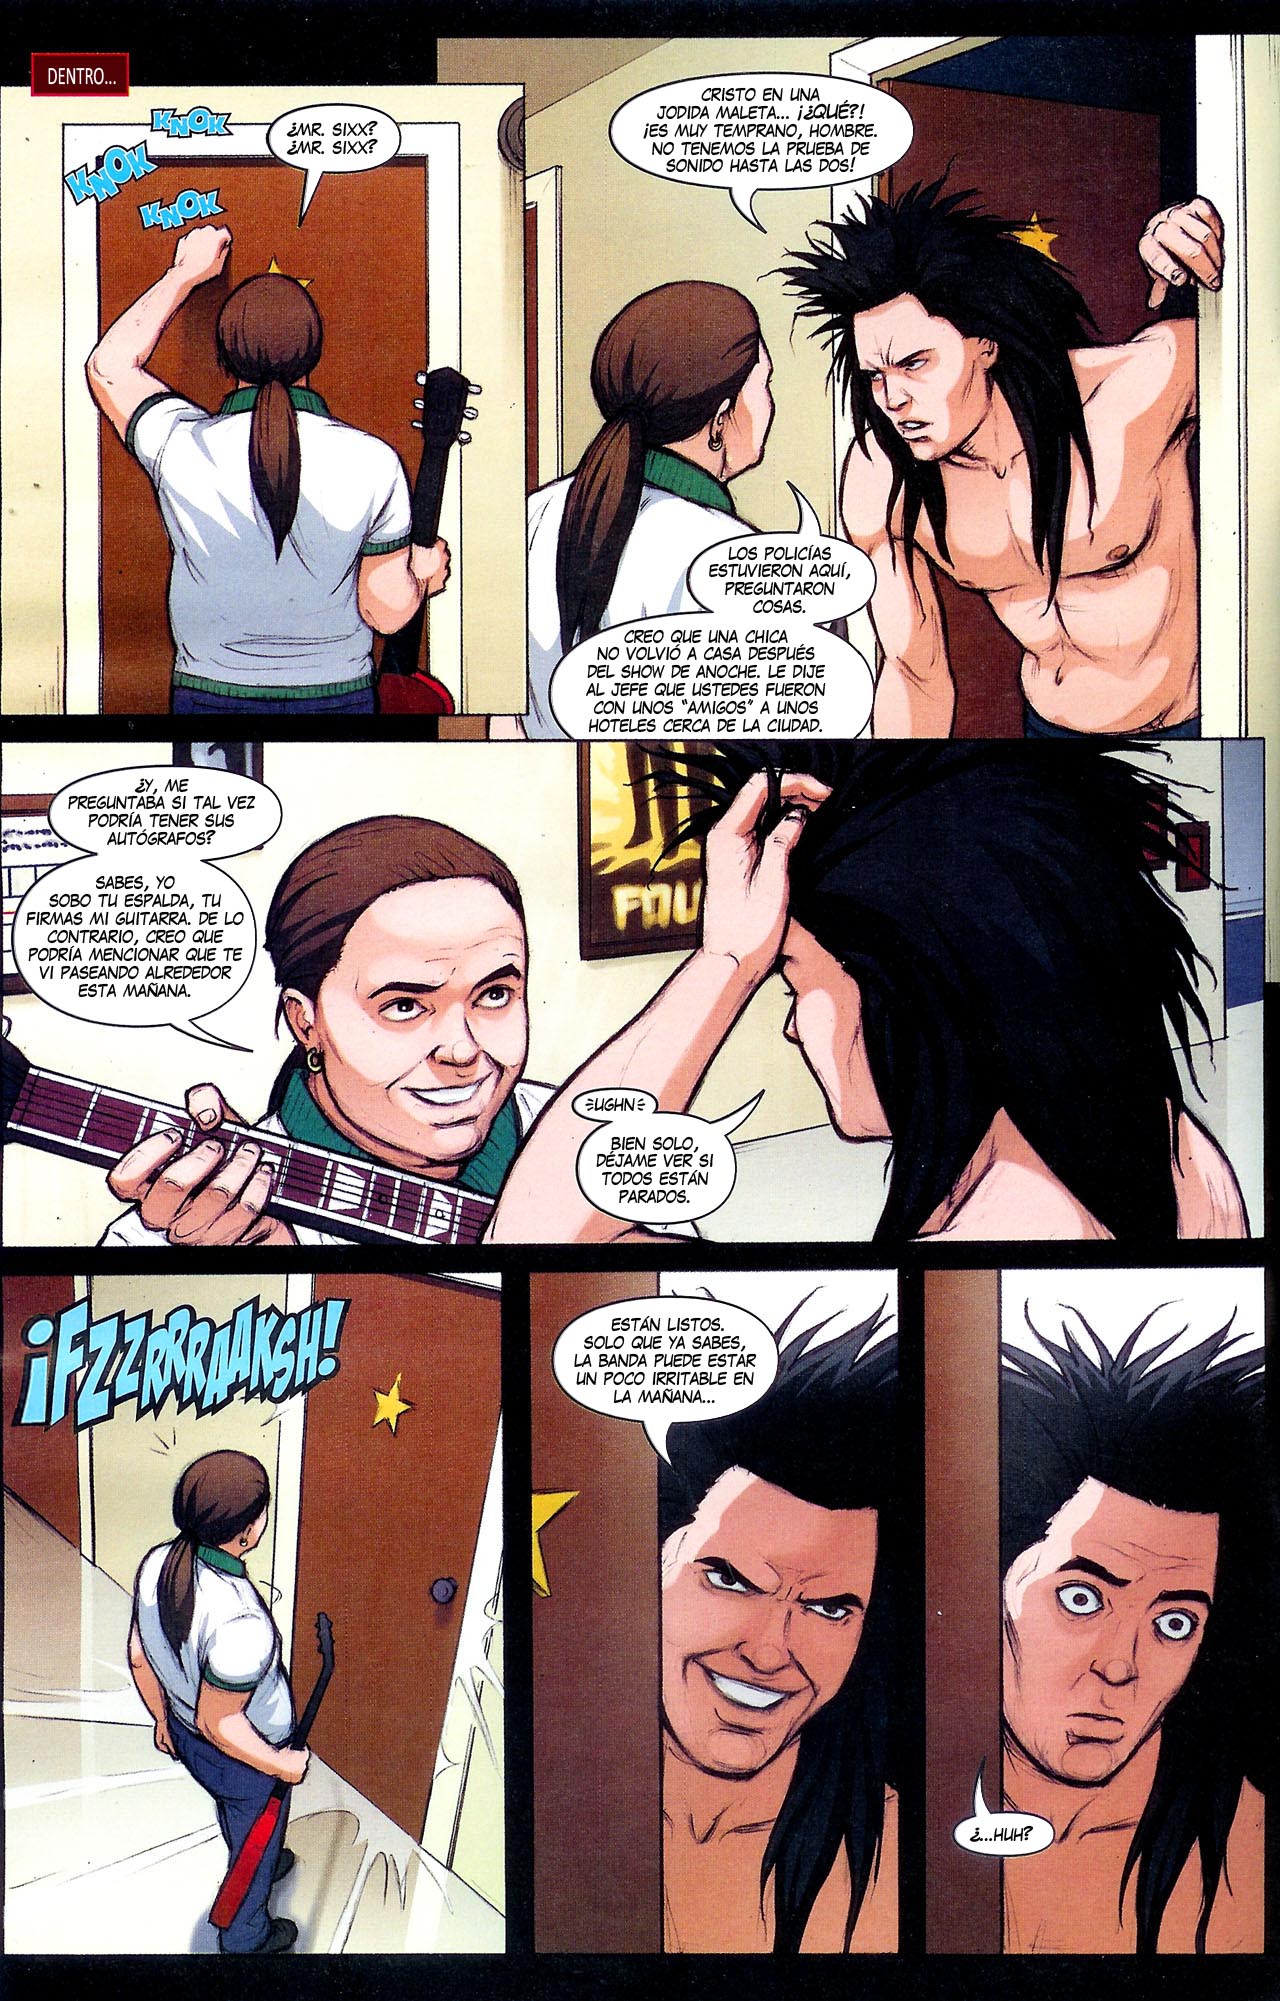 DENTRO...
KNOK
KNOK
KNOK
¿MR. SIXX?
¿MR. SIXX?
CRISTO EN UNA
JODIDA MALETA... ¡¿QUÉ?!
¡ES MUY TEMPRANO, HOMBRE.
NO TENEMOS LA PRUEBA DE
SONIDO HASTA LAS DOS!
LOS POLICÍAS
ESTUVIERON AQUÍ,
PREGUNTARON
COSAS.
CREO QUE UNA CHICA
NO VOLVIÓ A CASA DESPUÉS
DEL SHOW DE ANOCHE. LE DIJE
AL JEFE QUE USTEDES FUERON
CON UNOS "AMIGOS" A UNOS
HOTELES CERCA DE LA CIUDAD.
¿Y, ME
PREGUNTABA SI TAL VEZ
PODRÍA TENER SUS
AUTÓGRAFOS?
SABES, YO
SOBO TU ESPALDA, TU
FIRMAS MI GUITARRA. DE LO
CONTRARIO, CREO QUE
PODRÍA MENCIONAR QUE TE
VI PASEANDO ALREDEDOR
ESTA MAÑANA.
FOU
UGHN
BIEN SOLO,
DÉJAME VER SI
TODOS ESTÁN
PARADOS.
¡FZZRRRRAAKSH!
ESTÁN LISTOS.
SOLO QUE YA SABES,
LA BANDA PUEDE ESTAR
UN POCO IRRITABLE EN
LA MAÑANA...
¿...HUH?